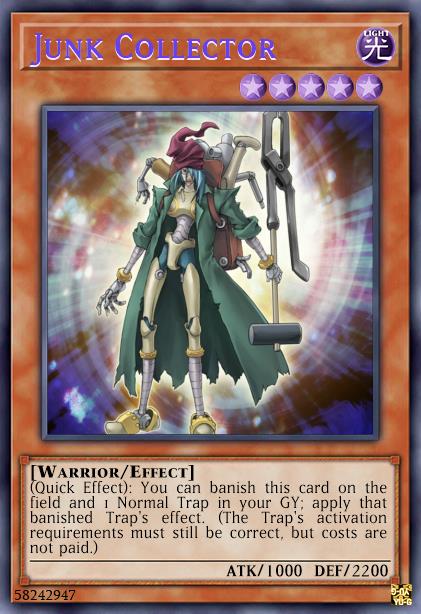 Junk Collector
LIGHT
光
[Warrior/Effect]
(Quick Effect): You can banish this card on the
field and 1 Normal Trap in your GY; apply that
banished Trap's effect. (The Trap's activation
requirements must still be correct, but costs are
not paid.)
ATK/1000 DEF/2200
58242947